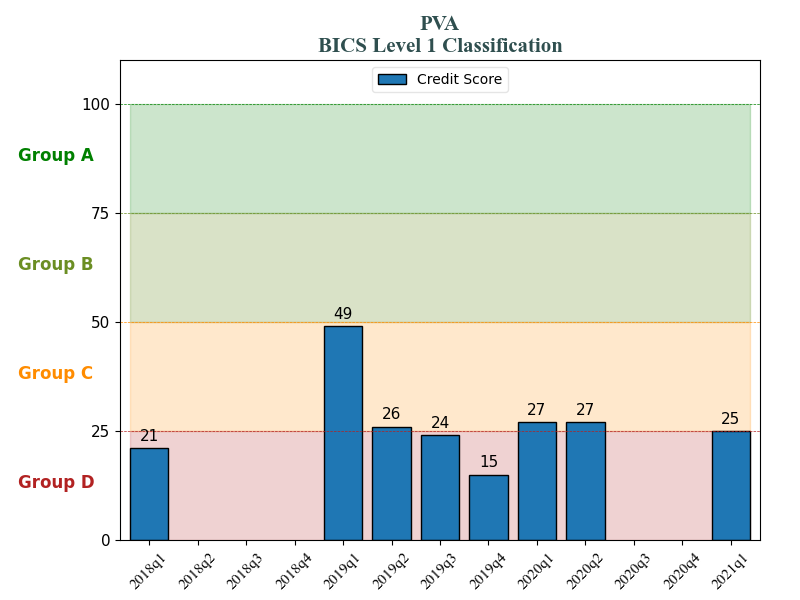 PVA
BICS Level 1 Classification
Credit Score
100
Group A
75
Group B
50
49
Group C
26
24
27
27
25
25
21
15
Group D
0
2018q1
2018q2
2018q3
2018q4
2019q1
2019q2
2019q3
2019q4
2020q1
2020q2
2020q3
2020q4
2021q1